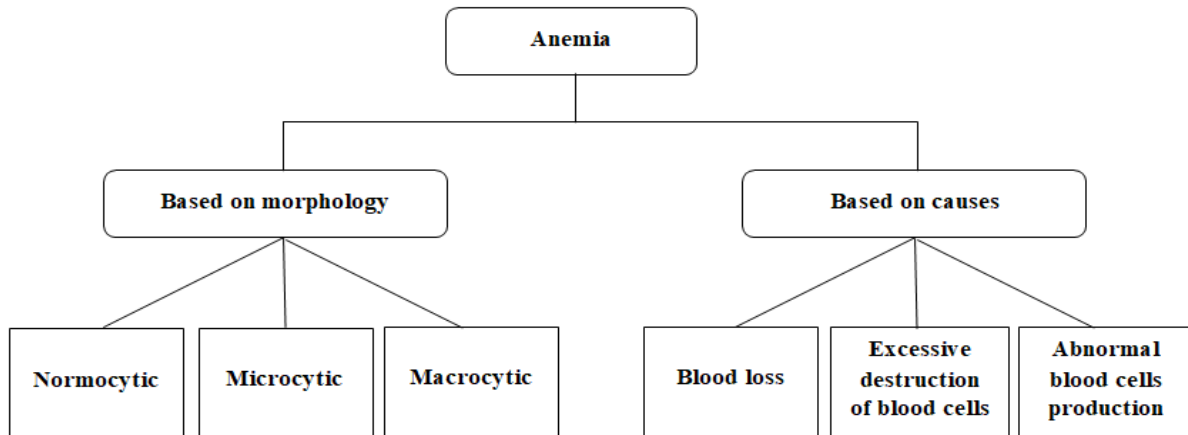 Anemia
Based on morphology
Based on causes
Normocytic
Microcytic
Macrocytic
Blood loss
Excessive
destruction
of blood cells
Abnormal
blood cells
production